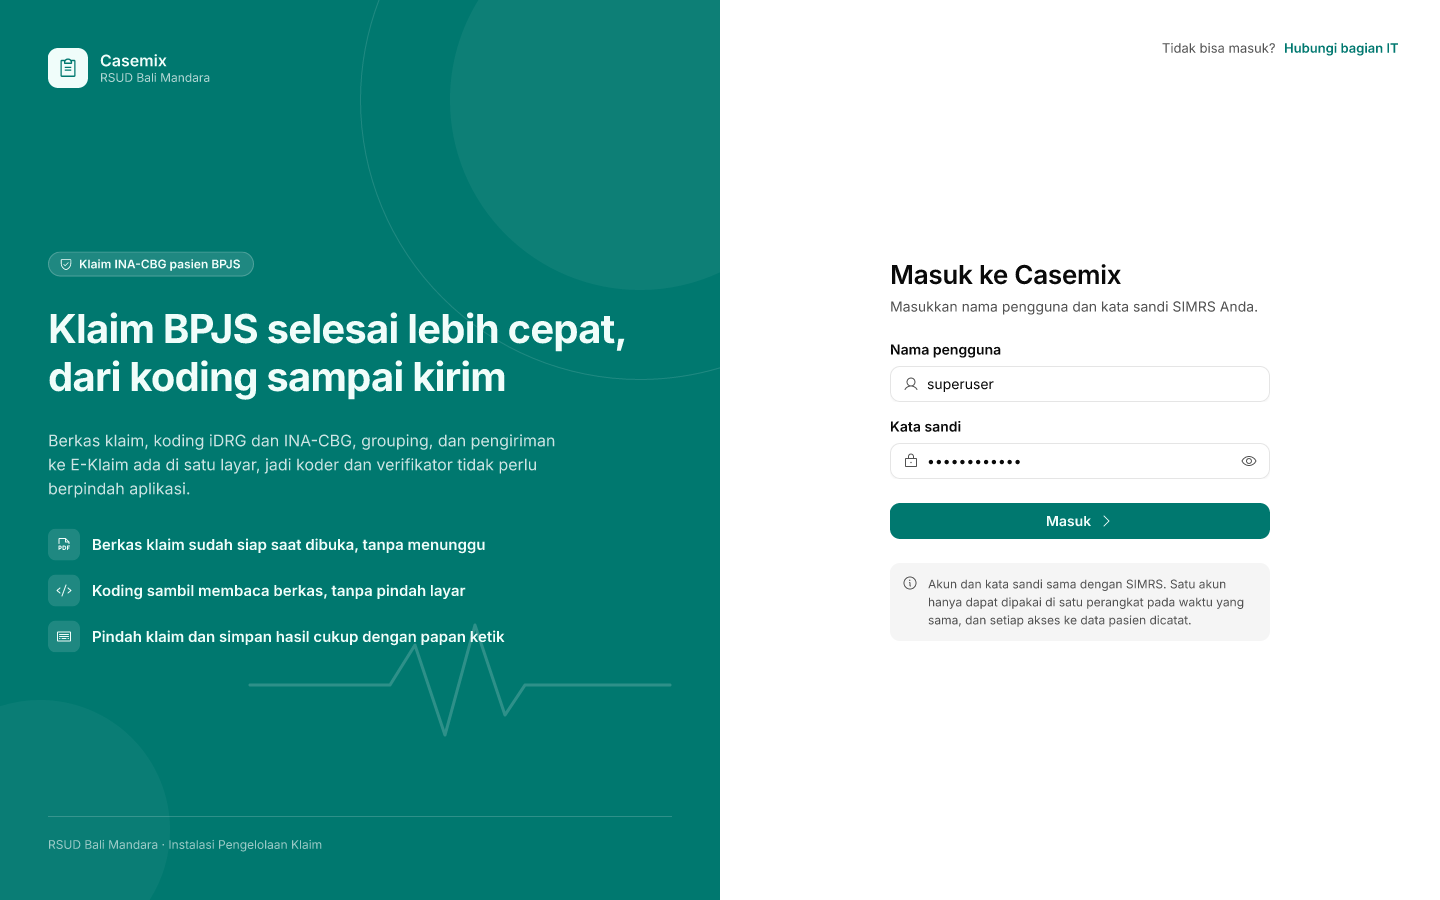 Casemix
RSUD Bali Mandara
Klaim INA-CBG pasien BPJS
Klaim BPJS selesai lebih cepat,
dari koding sampai kirim
Berkas klaim, koding iDRG dan INA-CBG, grouping, dan pengiriman
ke E-Klaim ada di satu layar, jadi koder dan verifikator tidak perlu
berpindah aplikasi.
PDF
Berkas klaim sudah siap saat dibuka, tanpa menunggu
Koding sambil membaca berkas, tanpa pindah layar
Pindah klaim dan simpan hasil cukup dengan papan ketik
RSUD Bali Mandara · Instalasi Pengelolaan Klaim
Tidak bisa masuk? Hubungi bagian IT
Masuk ke Casemix
Masukkan nama pengguna dan kata sandi SIMRS Anda.
Nama pengguna
superuser
Kata sandi
••••••••••••
Masuk
Akun dan kata sandi sama dengan SIMRS. Satu akun
hanya dapat dipakai di satu perangkat pada waktu yang
sama, dan setiap akses ke data pasien dicatat.